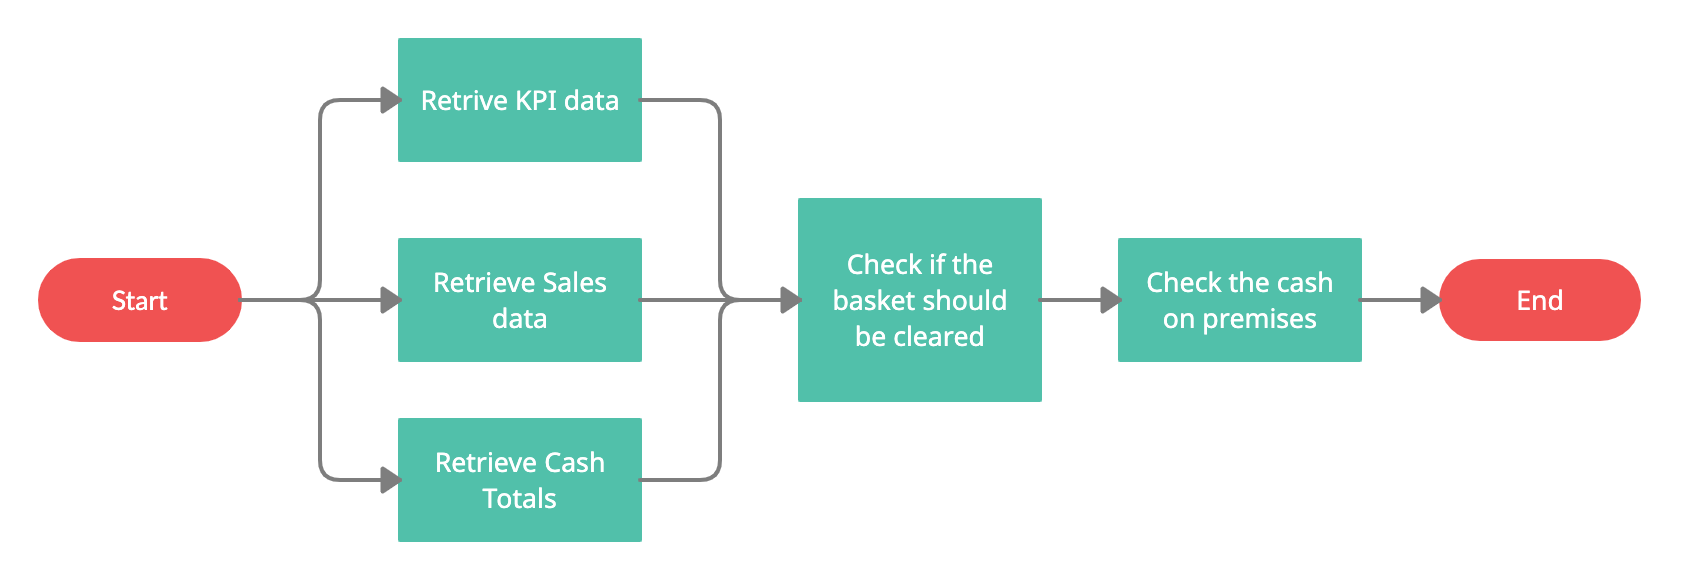 Start
Retrive KPI data
Retrieve Sales
data
Retrieve Cash
Totals
Check if the
basket should
be cleared
Check the cash
on premises
End